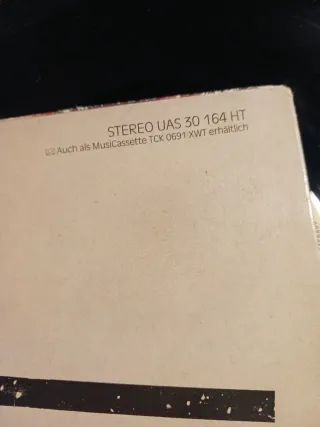 STEREO UAS 30 164 HT
Auch als MusiCassette TCK 0691 XWT erhältlich